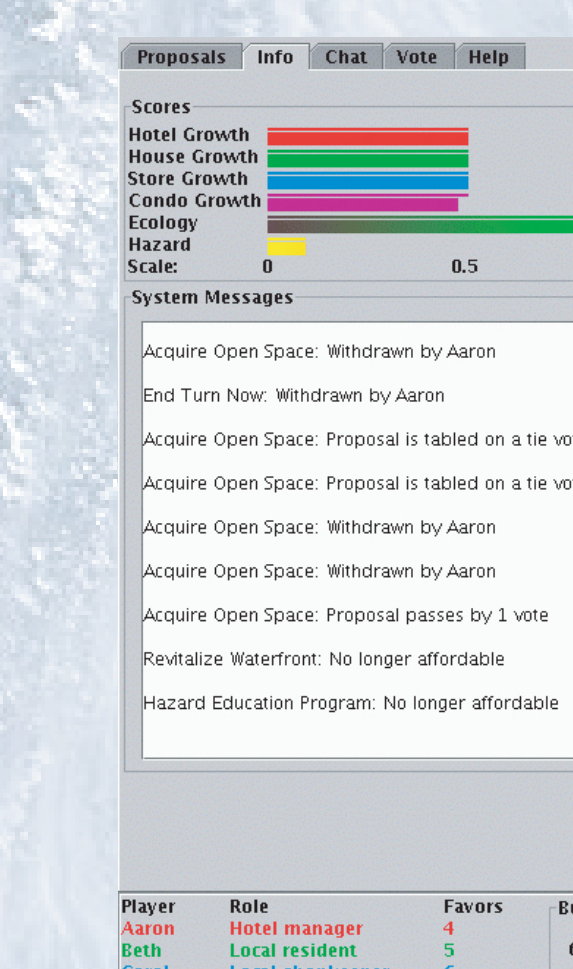 Proposals Info Chat Vote Help
Scores
Hotel Growth
House Growth
Store Growth
Condo Growth
Ecology
Hazard
Scale: 0 0.5
System Messages
Acquire Open Space: Withdrawn by Aaron
End Turn Now: Withdrawn by Aaron
Acquire Open Space: Proposal is tabled on a tie vo
Acquire Open Space: Proposal is tabled on a tie vo
Acquire Open Space: Withdrawn by Aaron
Acquire Open Space: Withdrawn by Aaron
Acquire Open Space: Proposal passes by 1 vote
Revitalize Waterfront: No longer affordable
Hazard Education Program: No longer affordable
Player Role Favors
Aaron Hotel manager 4
Beth Local resident 5